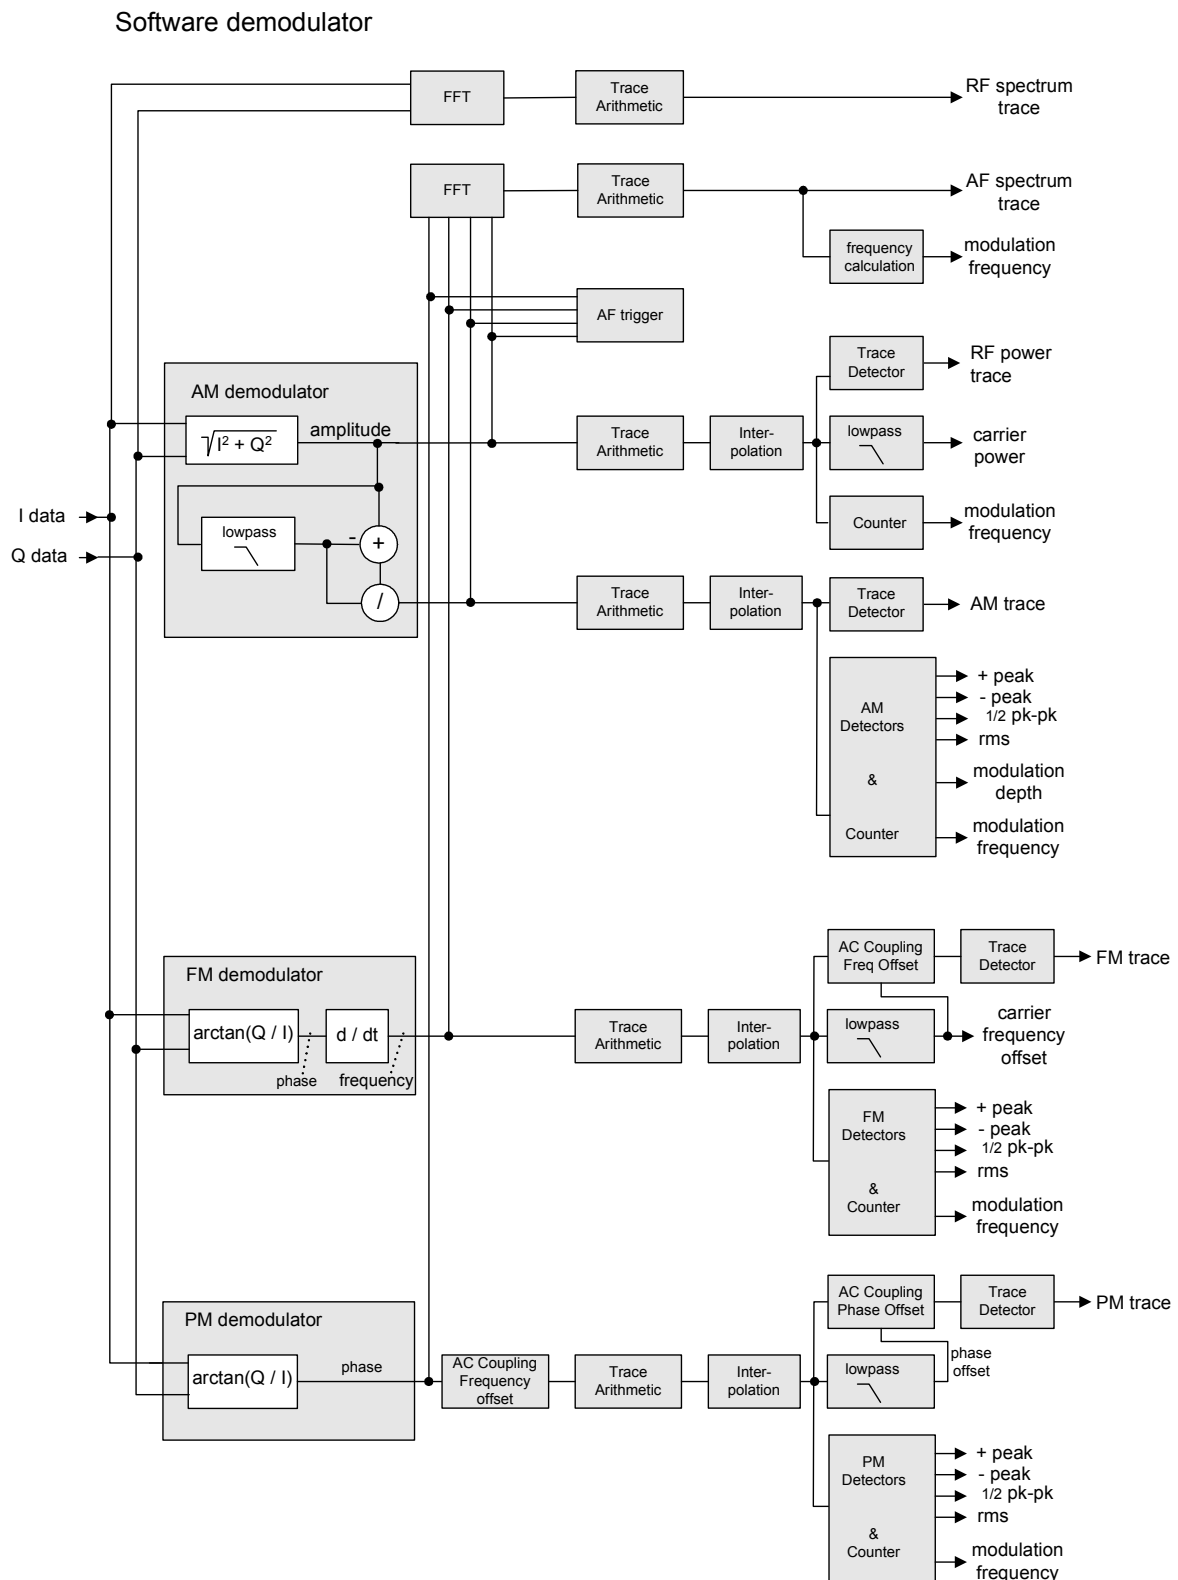 Software demodulator
FFT
Trace
Arithmetic
RF spectrum
trace
FFT
Trace
Arithmetic
AF spectrum
trace
frequency
calculation
modulation
frequency
AF trigger
Trace
Detector
RF power
trace
AM demodulator
√I² + Q²
amplitude
Trace
Arithmetic
Inter-
polation
lowpass
carrier
power
I data
Q data
lowpass
-
+
/
Counter
modulation
frequency
Trace
Arithmetic
Inter-
polation
Trace
Detector
AM trace
AM
Detectors
&
Counter
+ peak
- peak
1/2 pk-pk
rms
modulation
depth
modulation
frequency
FM demodulator
arctan(Q / I)
d / dt
phase
frequency
Trace
Arithmetic
Inter-
polation
AC Coupling
Freq Offset
Trace
Detector
FM trace
lowpass
carrier
frequency
offset
FM
Detectors
&
Counter
+ peak
- peak
1/2 pk-pk
rms
modulation
frequency
PM demodulator
arctan(Q / I)
phase
AC Coupling
Frequency
offset
Trace
Arithmetic
Inter-
polation
AC Coupling
Phase Offset
Trace
Detector
PM trace
lowpass
phase
offset
PM
Detectors
&
Counter
+ peak
- peak
1/2 pk-pk
rms
modulation
frequency